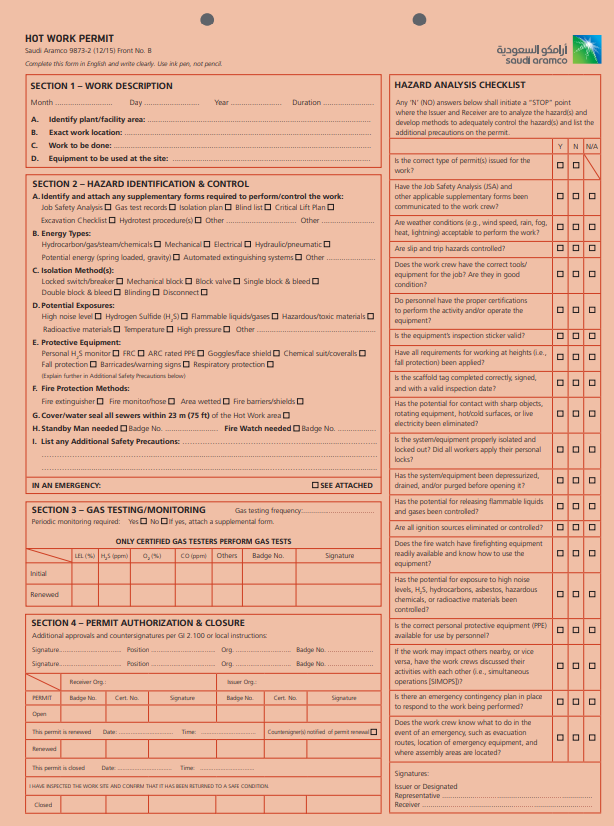 HOT WORK PERMIT
Saudi Aramco 9873-2 (12/15) Front No. B
Complete this form in English and write clearly. Use ink pen, not pencil.
أرامكو السعودية
saudi aramco
SECTION 1 – WORK DESCRIPTION
Month .................... Day .................... Year .................... Duration ....................
A. Identify plant/facility area: ....................
B. Exact work location: ....................
C. Work to be done: ....................
D. Equipment to be used at the site: ....................
SECTION 2 – HAZARD IDENTIFICATION & CONTROL
A. Identify and attach any supplementary forms required to perform/control the work:
Job Safety Analysis ☐ Gas test records ☐ Isolation plan ☐ Blind list ☐ Critical Lift Plan ☐
Excavation Checklist ☐ Hydrotest procedure(s) ☐ Other .................... Other ....................
B. Energy Types:
Hydrocarbon/gas/steam/chemicals ☐ Mechanical ☐ Electrical ☐ Hydraulic/pneumatic ☐
Potential energy (spring loaded, gravity) ☐ Automated extinguishing systems ☐ Other ....................
C. Isolation Method(s):
Locked switch/breaker ☐ Mechanical block ☐ Block valve ☐ Single block & bleed ☐
Double block & bleed ☐ Blinding ☐ Disconnect ☐
D. Potential Exposures:
High noise level ☐ Hydrogen Sulfide (H₂S) ☐ Flammable liquids/gases ☐ Hazardous/toxic materials ☐
Radioactive materials ☐ Temperature ☐ High pressure ☐ Other ....................
E. Protective Equipment:
Personal H₂S monitor ☐ FRC ☐ ARC rated PPE ☐ Goggles/face shield ☐ Chemical suit/coveralls ☐
Fall protection ☐ Barricades/warning signs ☐ Respiratory protection ☐
(Explain further in Additional Safety Precautions below)
F. Fire Protection Methods:
Fire extinguisher ☐ Fire monitor/hose ☐ Area wetted ☐ Fire barriers/shields ☐
G. Cover/water seal all sewers within 23 m (75 ft) of the Hot Work area ☐
H. Standby Man needed ☐ Badge No. .................... Fire Watch needed ☐ Badge No. ....................
I. List any Additional Safety Precautions: ....................
IN AN EMERGENCY: ☐ SEE ATTACHED
SECTION 3 – GAS TESTING/MONITORING Gas testing frequency: ....................
Periodic monitoring required: Yes ☐ No ☐ If yes, attach a supplemental form.
ONLY CERTIFIED GAS TESTERS PERFORM GAS TESTS
LEL (%) H₂S (ppm) O₂ (%) CO (ppm) Others Badge No. Signature
Initial
Renewed
SECTION 4 – PERMIT AUTHORIZATION & CLOSURE
Additional approvals and countersignatures per GI 2.100 or local instructions:
Signature.................... Position .................... Org..................... Badge No. ....................
Signature.................... Position .................... Org..................... Badge No. ....................
Receiver Org.: Issuer Org.:
PERMIT Badge No. Cert. No. Signature Badge No. Cert. No. Signature
Open
This permit is renewed Date: .................... Time: .................... Countersigner(s) notified of permit renewal ☐
Renewed
This permit is closed Date: .................... Time: ....................
I HAVE INSPECTED THE WORK SITE AND CONFIRM THAT IT HAS BEEN RETURNED TO A SAFE CONDITION.
Closed
HAZARD ANALYSIS CHECKLIST
Any 'N' (NO) answers below shall initiate a "STOP" point
where the Issuer and Receiver are to analyze the hazard(s) and
develop methods to adequately control the hazard(s) and list the
additional precautions on the permit.
Y N N/A
Is the correct type of permit(s) issued for the
work?
Have the Job Safety Analysis (JSA) and
other applicable supplementary forms been
communicated to the work crew?
Are weather conditions (e.g., wind speed, rain, fog,
heat, lightning) acceptable to perform the work?
Are slip and trip hazards controlled?
Does the work crew have the correct tools/
equipment for the job? Are they in good
condition?
Do personnel have the proper certifications
to perform the activity and/or operate the
equipment?
Is the equipment's inspection sticker valid?
Have all requirements for working at heights (i.e.,
fall protection) been applied?
Is the scaffold tag completed correctly, signed,
and with a valid inspection date?
Has the potential for contact with sharp objects,
rotating equipment, hot/cold surfaces, or live
electricity been eliminated?
Is the system/equipment properly isolated and
locked out? Did all workers apply their personal
locks?
Has the system/equipment been depressurized,
drained, and/or purged before opening it?
Has the potential for releasing flammable liquids
and gases been controlled?
Are all ignition sources eliminated or controlled?
Does the fire watch have firefighting equipment
readily available and know how to use the
equipment?
Has the potential for exposure to high noise
levels, H₂S, hydrocarbons, asbestos, hazardous
chemicals, or radioactive materials been
controlled?
Is the correct personal protective equipment (PPE)
available for use by personnel?
If the work may impact others nearby, or vice
versa, have the work crews discussed their
activities with each other (i.e., simultaneous
operations [SIMOPS])?
Is there an emergency contingency plan in place
to respond to the work being performed?
Does the work crew know what to do in the
event of an emergency, such as evacuation
routes, location of emergency equipment, and
where assembly areas are located?
Signatures:
Issuer or Designated
Representative ....................
Receiver ....................